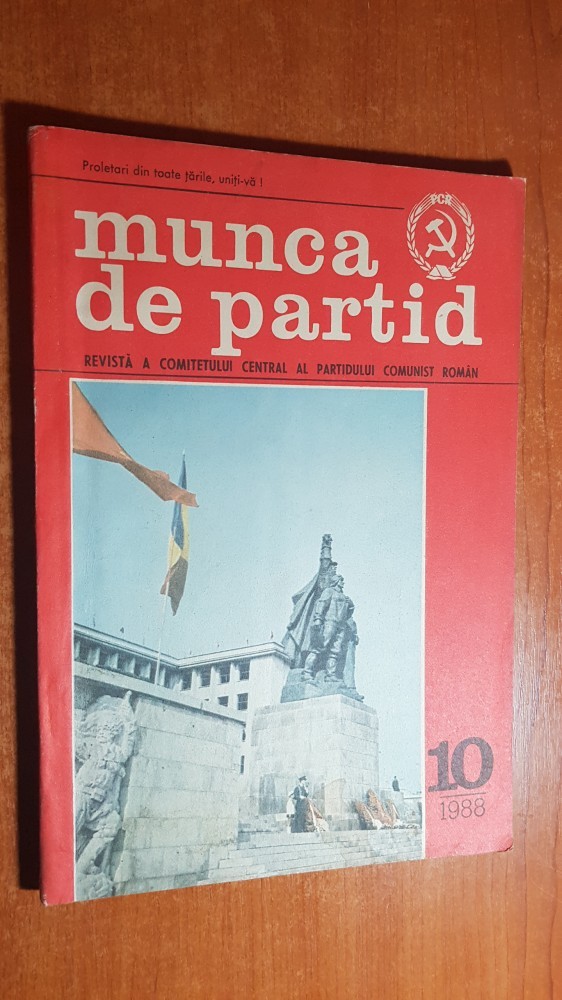 Proletari din toate țările, uniți-vă !
PCR
munca
de partid
REVISTĂ A COMITETULUI CENTRAL AL PARTIDULUI COMUNIST ROMÂN
10
1988